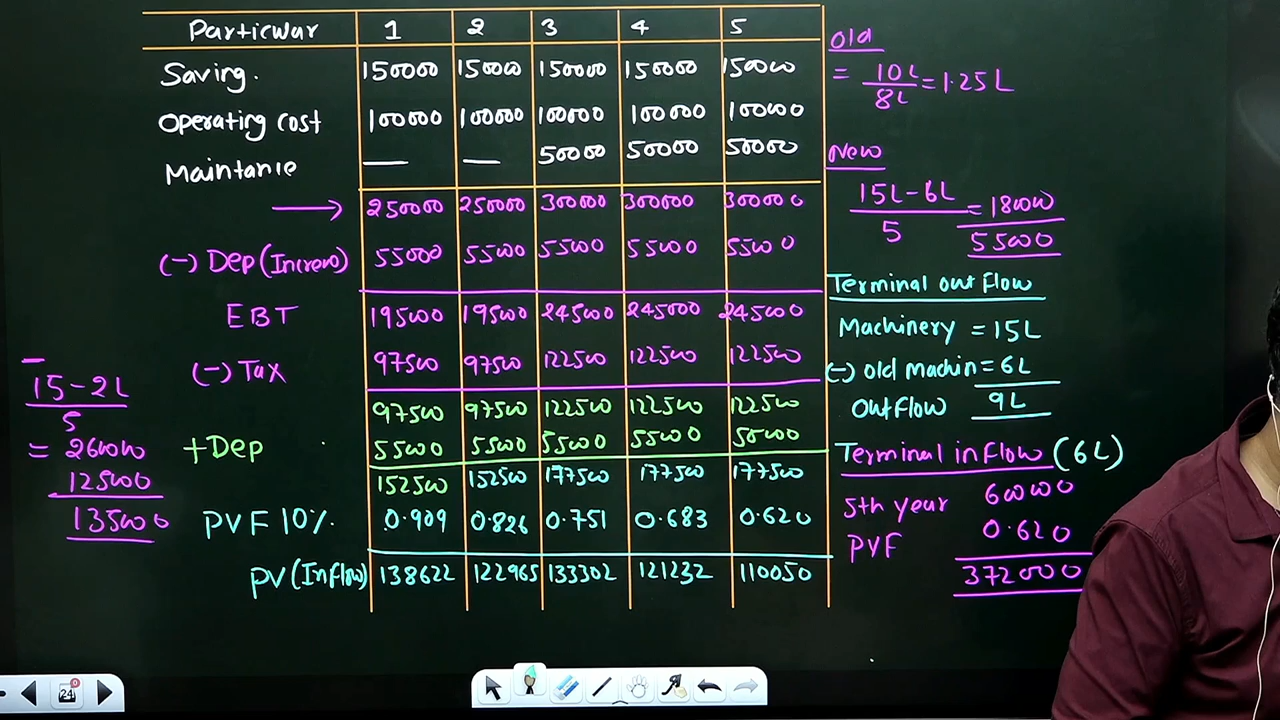 Particular 1 2 3 4 5
Saving. 150000 150000 150000 150000 150000
Operating cost 100000 100000 100000 100000 100000
Maintanie — — 50000 50000 50000
→ 250000 250000 300000 300000 300000
(-) Dep (Increm) 55000 55000 55000 55000 55000
EBT 195000 195000 245000 245000 245000
(-) Tax 97500 97500 122500 122500 122500
97500 97500 122500 122500 122500
+Dep 55000 55000 55000 55000 55000
152500 152500 177500 177500 177500
PVF 10%. 0.909 0.826 0.751 0.683 0.620
PV (Inflow) 138622 122965 133302 121232 110050
15-2L
5
= 260000
125000
135000
Old
= 10L
8L = 1.25L
New
15L-6L
5 = 180000
55000
Terminal out flow
Machinery = 15L
(-) old machin = 6L
Outflow 9L
Terminal inflow (6L)
5th year 600000
PVF 0.620
372000
24